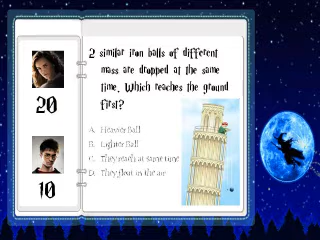 2 similar iron balls of different
mass are dropped at the same
time. Which reaches the ground
first?
A. Heavier Ball
B. Lighter Ball
C. They reach at same time
D. They float in the air
20
10